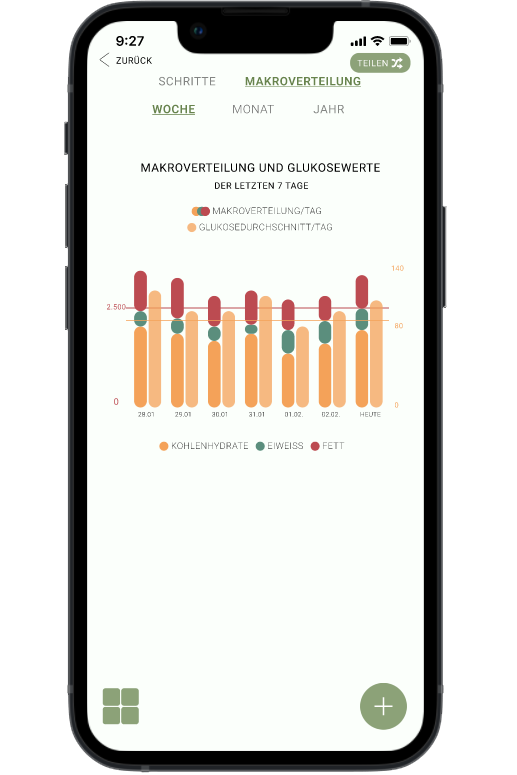 9:27
ZURÜCK
TEILEN
SCHRITTE MAKROVERTEILUNG
WOCHE MONAT JAHR
MAKROVERTEILUNG UND GLUKOSEWERTE
DER LETZTEN 7 TAGE
MAKROVERTEILUNG/TAG
GLUKOSEDURCHSCHNITT/TAG
140
2.500
80
0
0
28.01 29.01 30.01 31.01 01.02. 02.02. HEUTE
KOHLENHYDRATE EIWEISS FETT